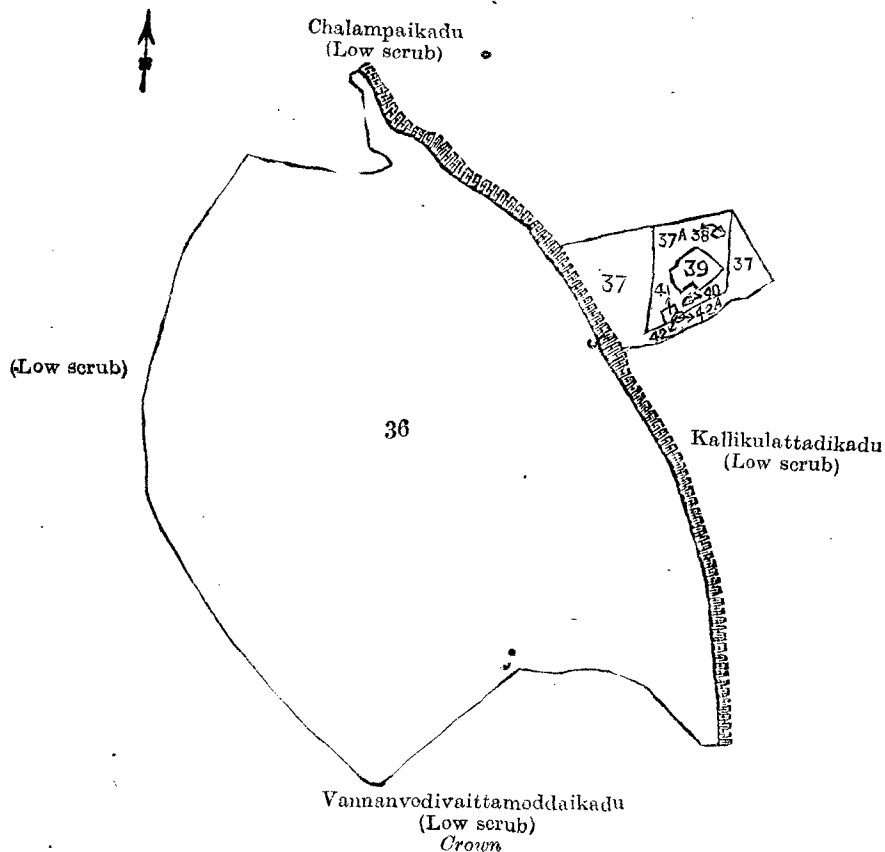 Chalampaikadu
(Low scrub)
37A 38
37
39
37
41
40
42 42A
(Low scrub)
36
Kallikulattadikadu
(Low scrub)
Vannanvedivaittamoddaikadu
(Low scrub)
Crown